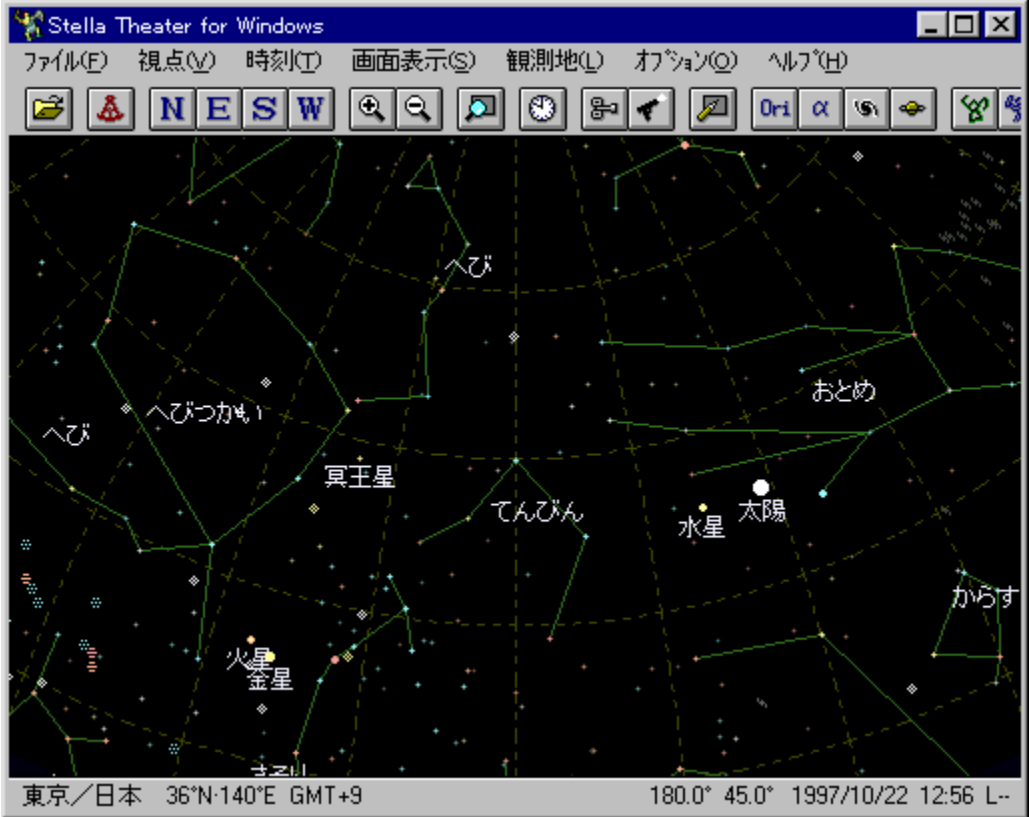 Stella Theater for Windows
ファイル(F) 視点(V) 時刻(T) 画面表示(S) 観測地(L) オプション(O) ヘルプ(H)
N E S W Ori α
へび
おとめ
へびつかい
へび
冥王星
てんびん
太陽
水星
からす
火星
金星
さそり
東京／日本 36°N・140°E GMT+9 180.0° 45.0° 1997/10/22 12:56 L--